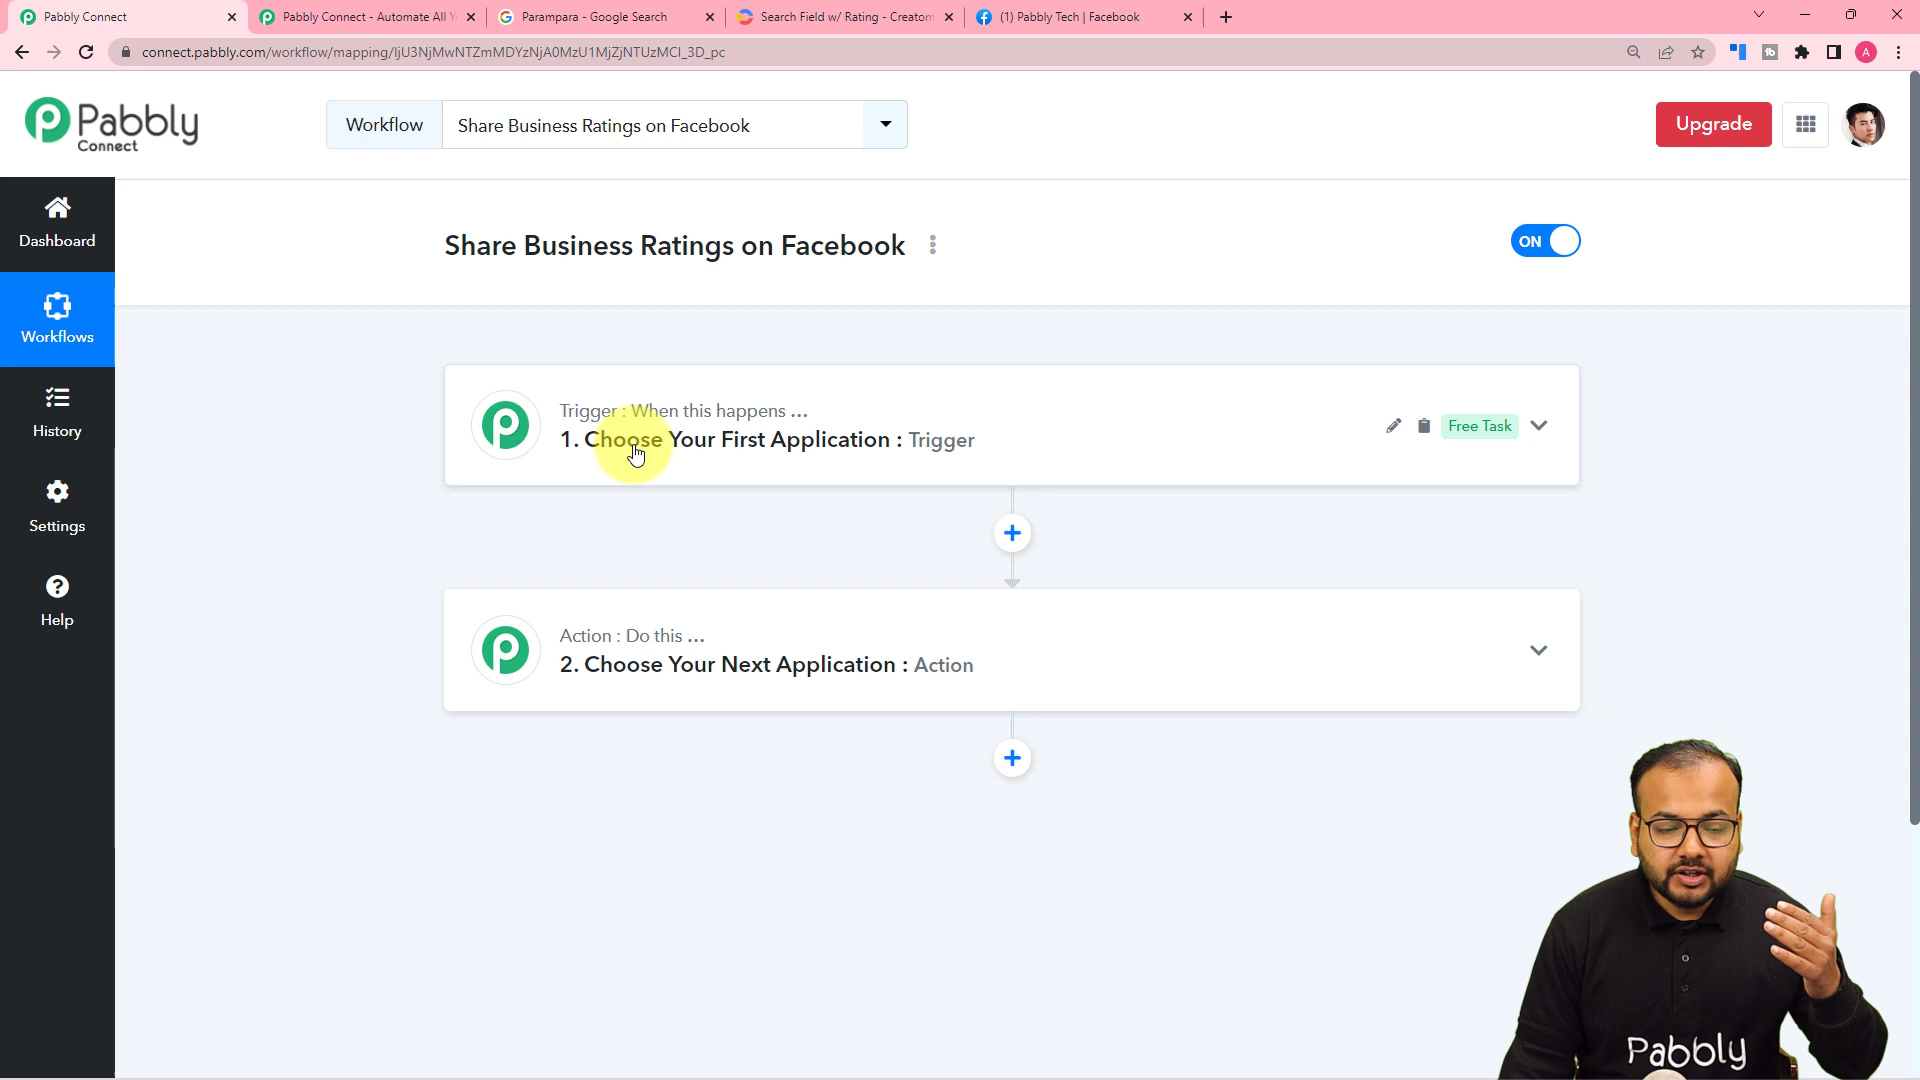 Pabbly Connect
Pabbly Connect - Automate All Y
Parampara - Google Search
Search Field w/ Rating - Creatom
(1) Pabbly Tech | Facebook
connect.pabbly.com/workflow/mapping/IjU3NjMwNTZmMDYzNjA0MzU1MjZjNTUzMCI_3D_pc
A
Pabbly
Connect
Workflow
Share Business Ratings on Facebook
Upgrade
Dashboard
Workflows
History
Settings
Help
Share Business Ratings on Facebook
ON
Trigger : When this happens ...
1. Choose Your First Application : Trigger
Free Task
Action : Do this ...
2. Choose Your Next Application : Action
Pabbly